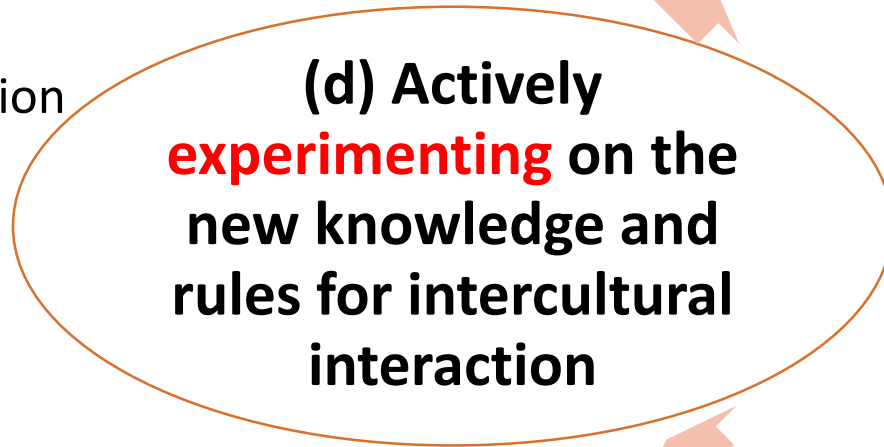 ion
(d) Actively
experimenting on the
new knowledge and
rules for intercultural
interaction